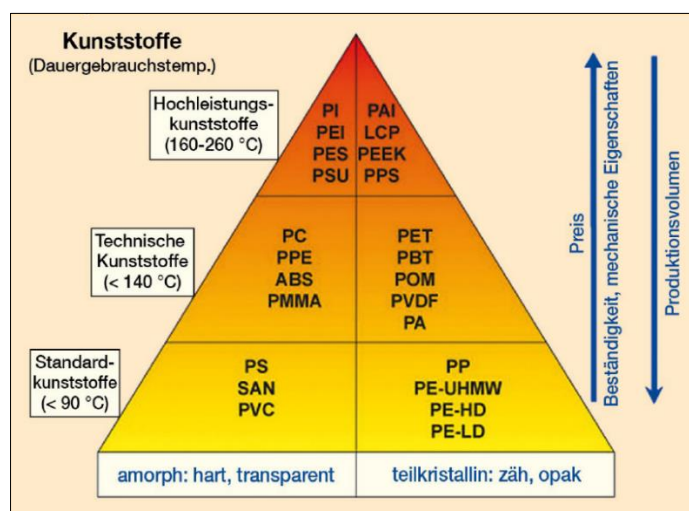 Kunststoffe
(Dauergebrauchstemp.)
Hochleistungs-
kunststoffe
(160-260 °C)
PI
PEI
PES
PSU
PAI
LCP
PEEK
PPS
Technische
Kunststoffe
(< 140 °C)
PC
PPE
ABS
PMMA
PET
PBT
POM
PVDF
PA
Standard-
kunststoffe
(< 90 °C)
PS
SAN
PVC
PP
PE-UHMW
PE-HD
PE-LD
amorph: hart, transparent
teilkristallin: zäh, opak
Preis
Beständigkeit, mechanische Eigenschaften
Produktionsvolumen